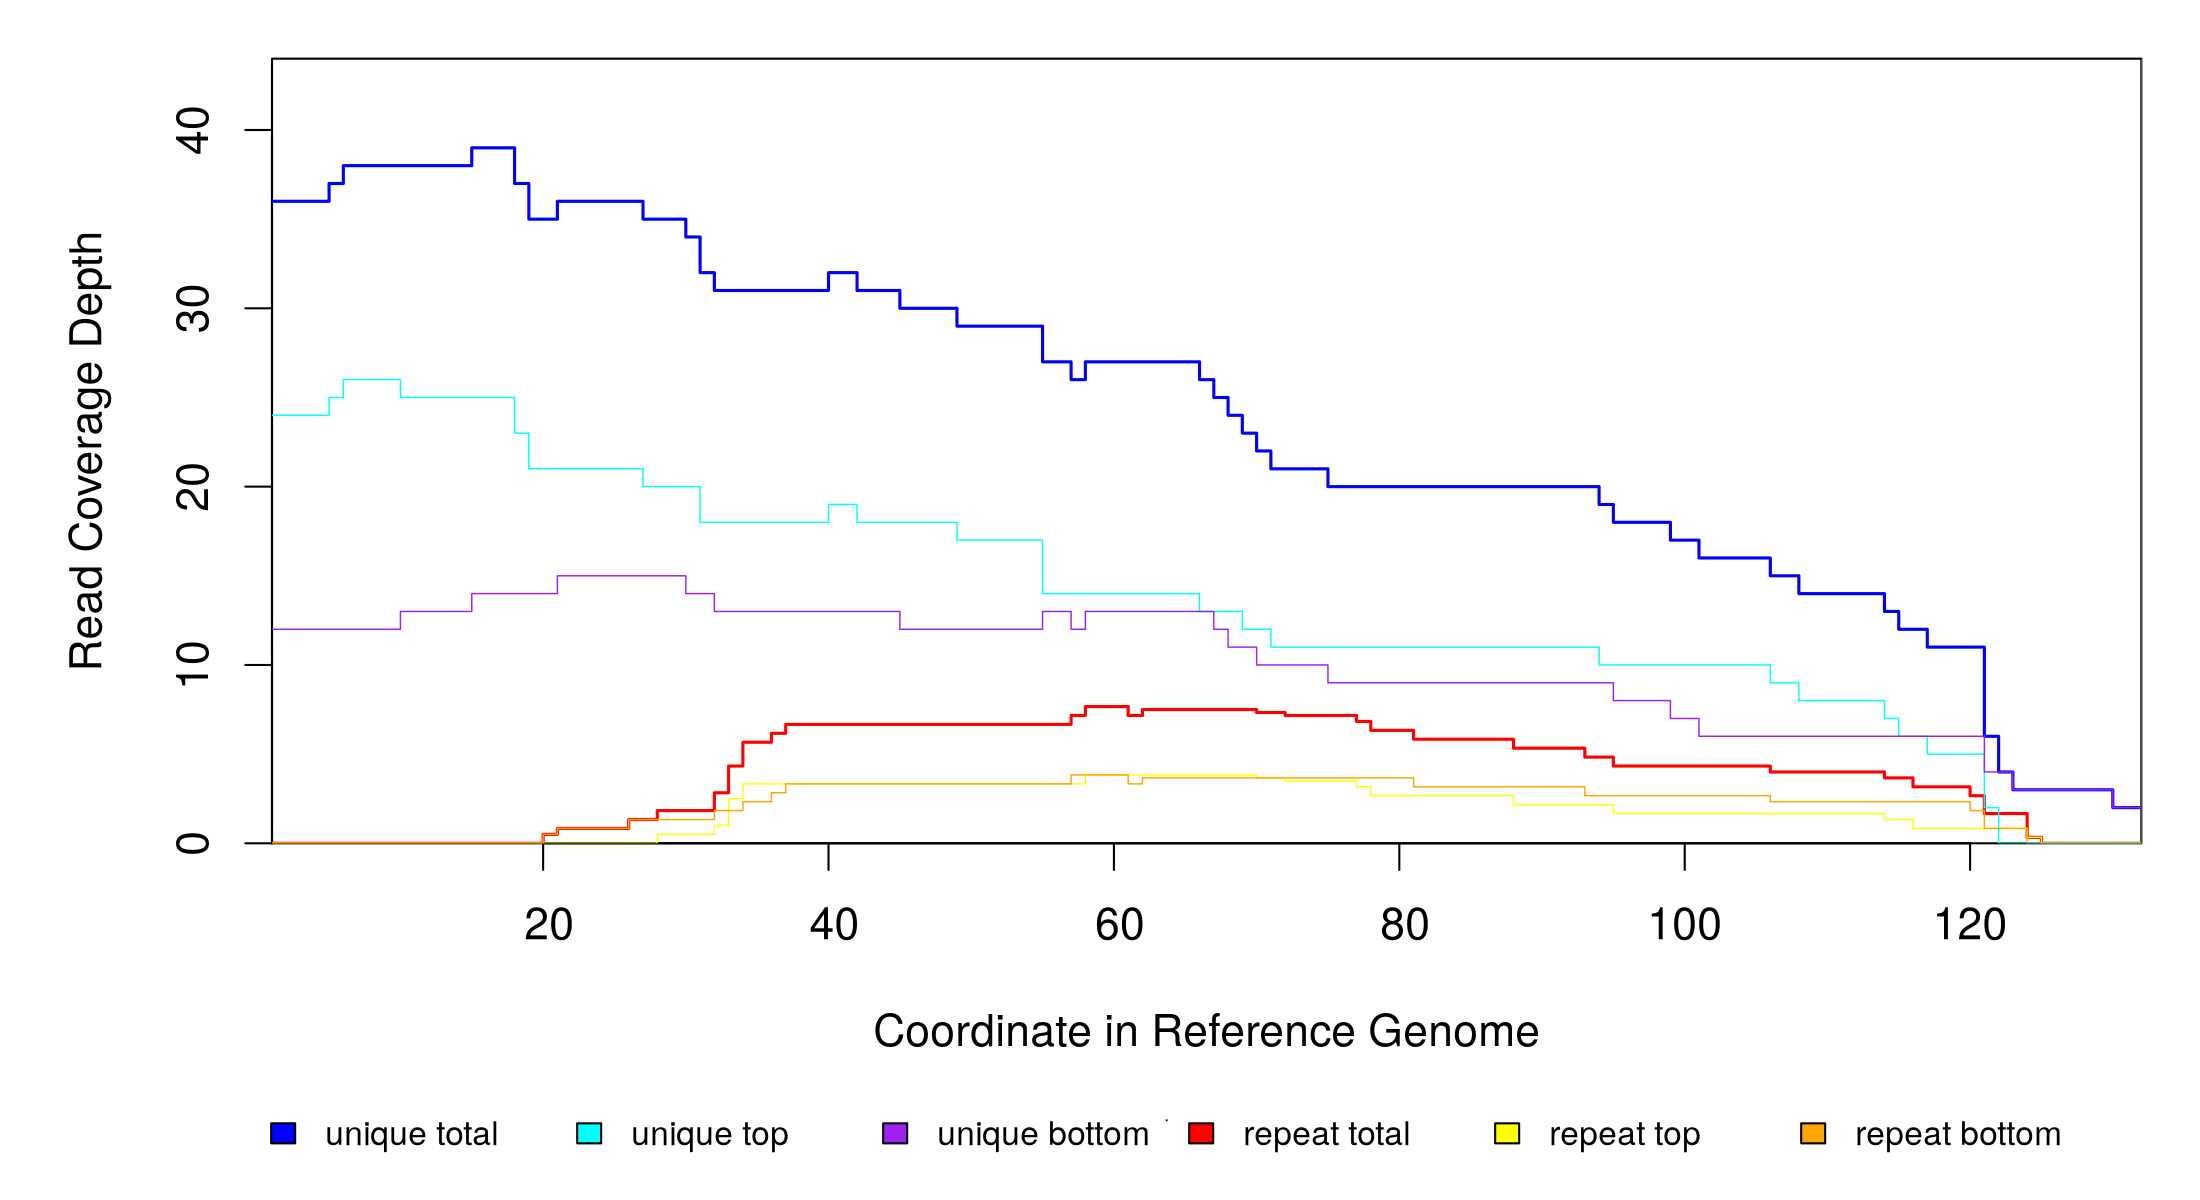 Read Coverage Depth
40
30
20
10
0
20 40 60 80 100 120
Coordinate in Reference Genome
unique total unique top unique bottom repeat total repeat top repeat bottom